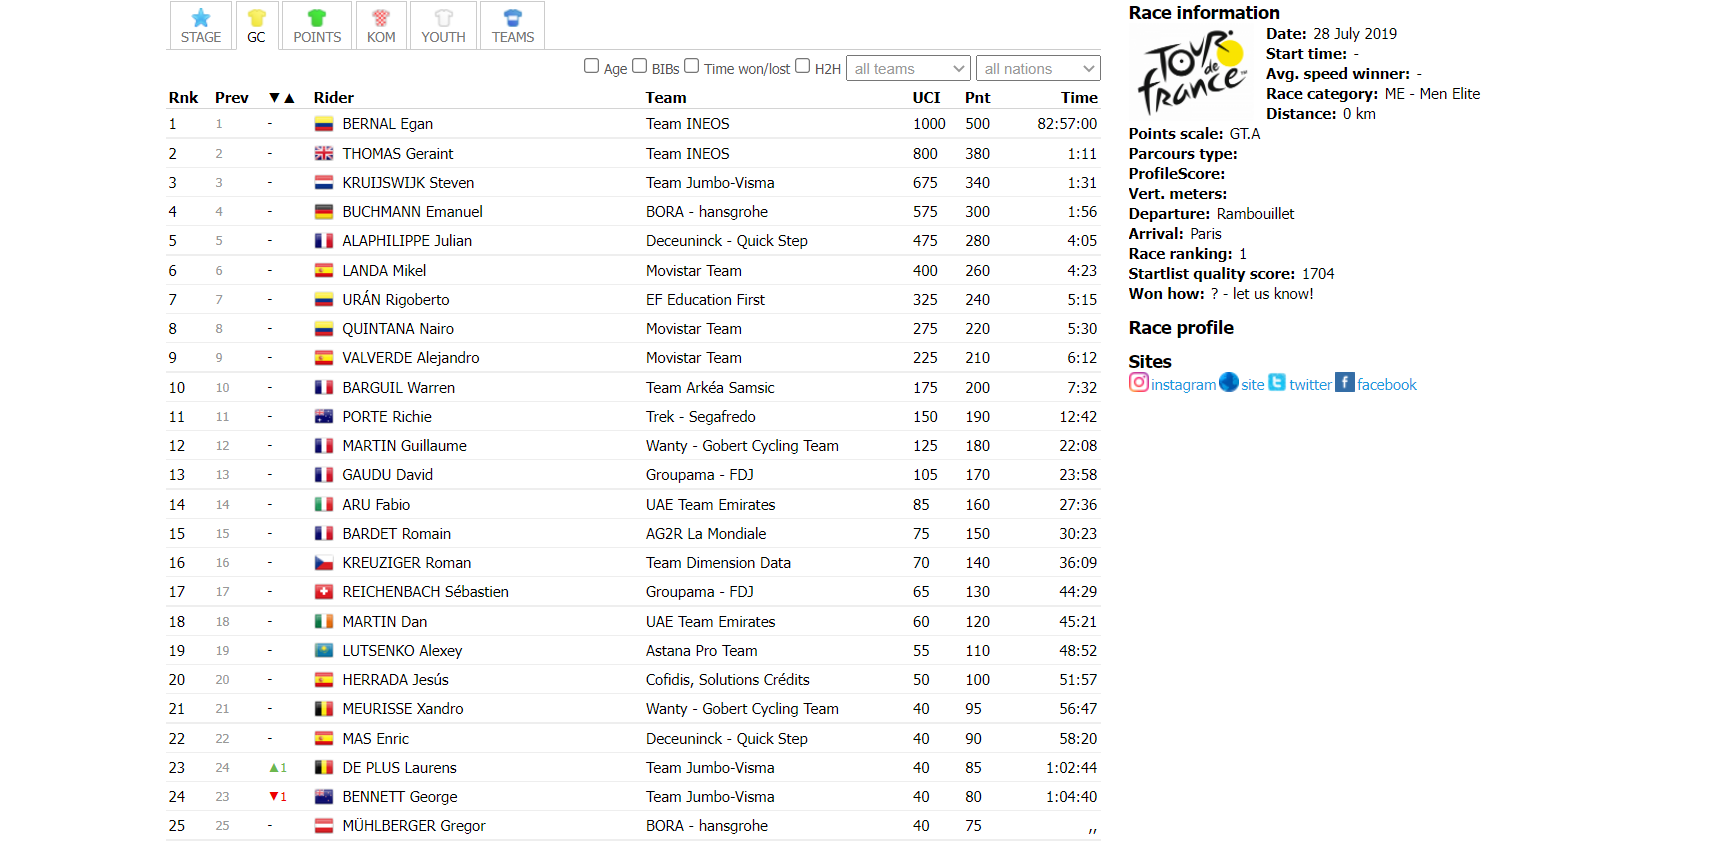 STAGE GC POINTS KOM YOUTH TEAMS
Age BIBs Time won/lost H2H all teams all nations
Rnk Prev ▼▲ Rider Team UCI Pnt Time
1 1 - BERNAL Egan Team INEOS 1000 500 82:57:00
2 2 - THOMAS Geraint Team INEOS 800 380 1:11
3 3 - KRUIJSWIJK Steven Team Jumbo-Visma 675 340 1:31
4 4 - BUCHMANN Emanuel BORA - hansgrohe 575 300 1:56
5 5 - ALAPHILIPPE Julian Deceuninck - Quick Step 475 280 4:05
6 6 - LANDA Mikel Movistar Team 400 260 4:23
7 7 - URÁN Rigoberto EF Education First 325 240 5:15
8 8 - QUINTANA Nairo Movistar Team 275 220 5:30
9 9 - VALVERDE Alejandro Movistar Team 225 210 6:12
10 10 - BARGUIL Warren Team Arkéa Samsic 175 200 7:32
11 11 - PORTE Richie Trek - Segafredo 150 190 12:42
12 12 - MARTIN Guillaume Wanty - Gobert Cycling Team 125 180 22:08
13 13 - GAUDU David Groupama - FDJ 105 170 23:58
14 14 - ARU Fabio UAE Team Emirates 85 160 27:36
15 15 - BARDET Romain AG2R La Mondiale 75 150 30:23
16 16 - KREUZIGER Roman Team Dimension Data 70 140 36:09
17 17 - REICHENBACH Sébastien Groupama - FDJ 65 130 44:29
18 18 - MARTIN Dan UAE Team Emirates 60 120 45:21
19 19 - LUTSENKO Alexey Astana Pro Team 55 110 48:52
20 20 - HERRADA Jesús Cofidis, Solutions Crédits 50 100 51:57
21 21 - MEURISSE Xandro Wanty - Gobert Cycling Team 40 95 56:47
22 22 - MAS Enric Deceuninck - Quick Step 40 90 58:20
23 24 ▲1 DE PLUS Laurens Team Jumbo-Visma 40 85 1:02:44
24 23 ▼1 BENNETT George Team Jumbo-Visma 40 80 1:04:40
25 25 - MÜHLBERGER Gregor BORA - hansgrohe 40 75 ,,
Race information
TOUR de france
Date: 28 July 2019
Start time: -
Avg. speed winner: -
Race category: ME - Men Elite
Distance: 0 km
Points scale: GT.A
Parcours type:
ProfileScore:
Vert. meters:
Departure: Rambouillet
Arrival: Paris
Race ranking: 1
Startlist quality score: 1704
Won how: ? - let us know!
Race profile
Sites
instagram site twitter facebook